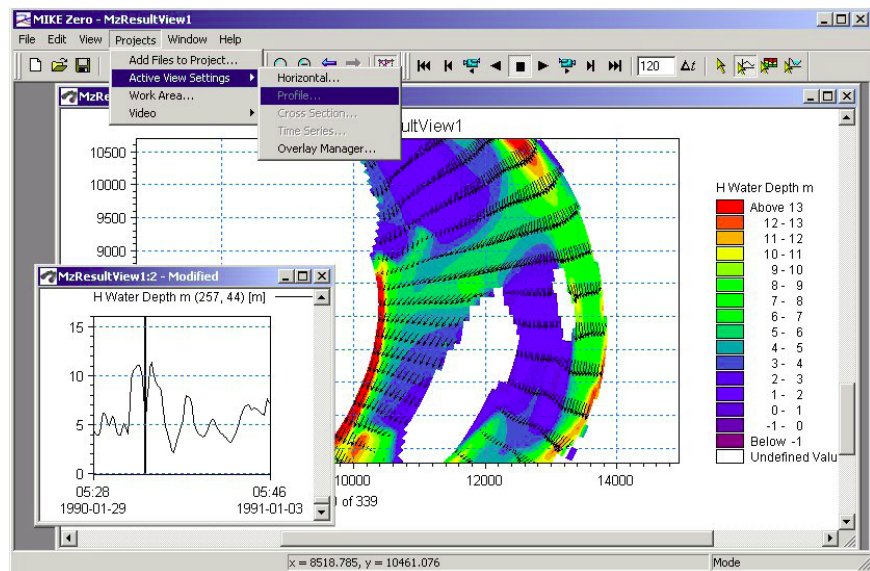 MIKE Zero - MzResultView1
File Edit View Projects Window Help
120 Δt
Add Files to Project...
Active View Settings
Work Area...
Video
Horizontal...
Profile...
Cross Section...
Time Series...
Overlay Manager...
MzRe
ultView1
10500
10000
9500
9000
10000
12000
14000
of 339
H Water Depth m
Above 13
12 - 13
11 - 12
10 - 11
9 - 10
8 - 9
7 - 8
6 - 7
5 - 6
4 - 5
3 - 4
2 - 3
1 - 2
0 - 1
-1 - 0
Below -1
Undefined Valu
MzResultView1:2 - Modified
H Water Depth m (257, 44) [m]
15
10
5
0
05:28 05:46
1990-01-29 1991-01-03
x = 8518.785, y = 10461.076
Mode